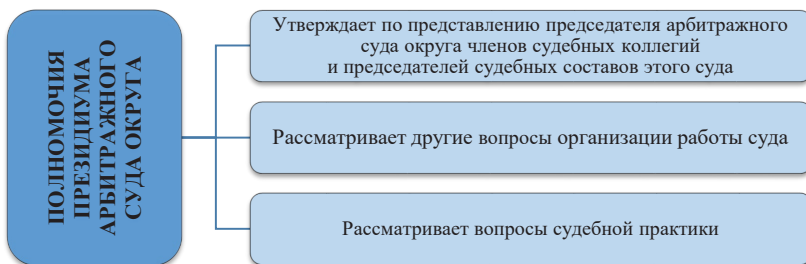 ПОЛНОМОЧИЯ
ПРЕЗИДИУМА
АРБИТРАЖНОГО
СУДА ОКРУГА
Утверждает по представлению председателя арбитражного
суда округа членов судебных коллегий
и председателей судебных составов этого суда
Рассматривает другие вопросы организации работы суда
Рассматривает вопросы судебной практики